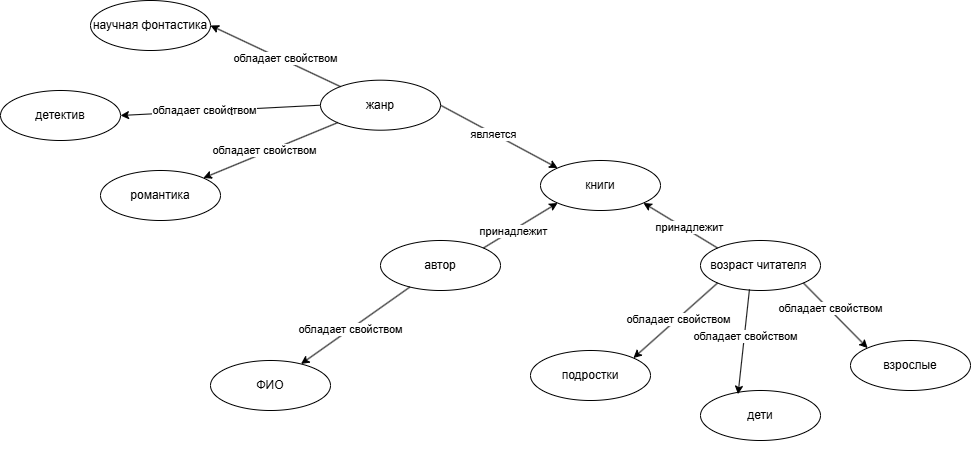 научная фонтастика
обладает свойством
жанр
обладает свойством
детектив
является
обладает свойством
романтика
книги
принадлежит
принадлежит
автор
возраст читателя
обладает свойством
обладает свойством
обладает свойством
обладает свойством
взрослые
подростки
ФИО
дети